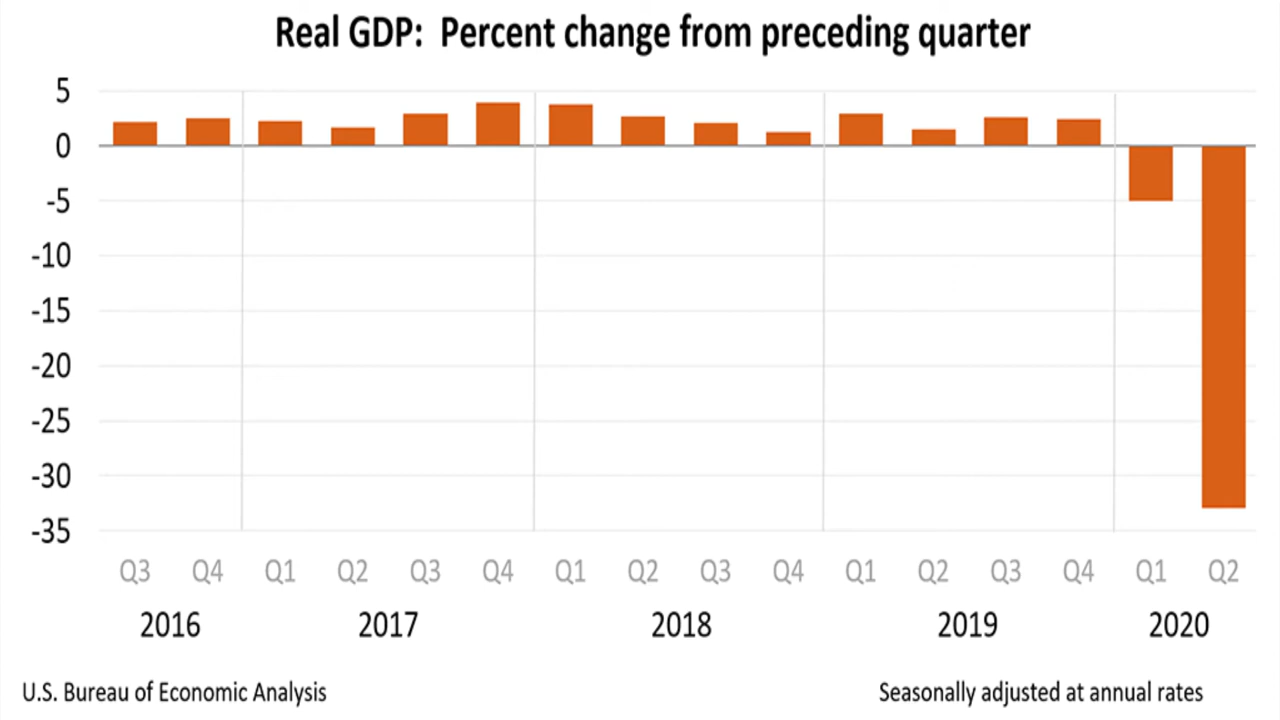 Real GDP:  Percent change from preceding quarter
5
0
-5
-10
-15
-20
-25
-30
-35
Q3 Q4 Q1 Q2 Q3 Q4 Q1 Q2 Q3 Q4 Q1 Q2 Q3 Q4 Q1 Q2
2016 2017 2018 2019 2020
U.S. Bureau of Economic Analysis Seasonally adjusted at annual rates